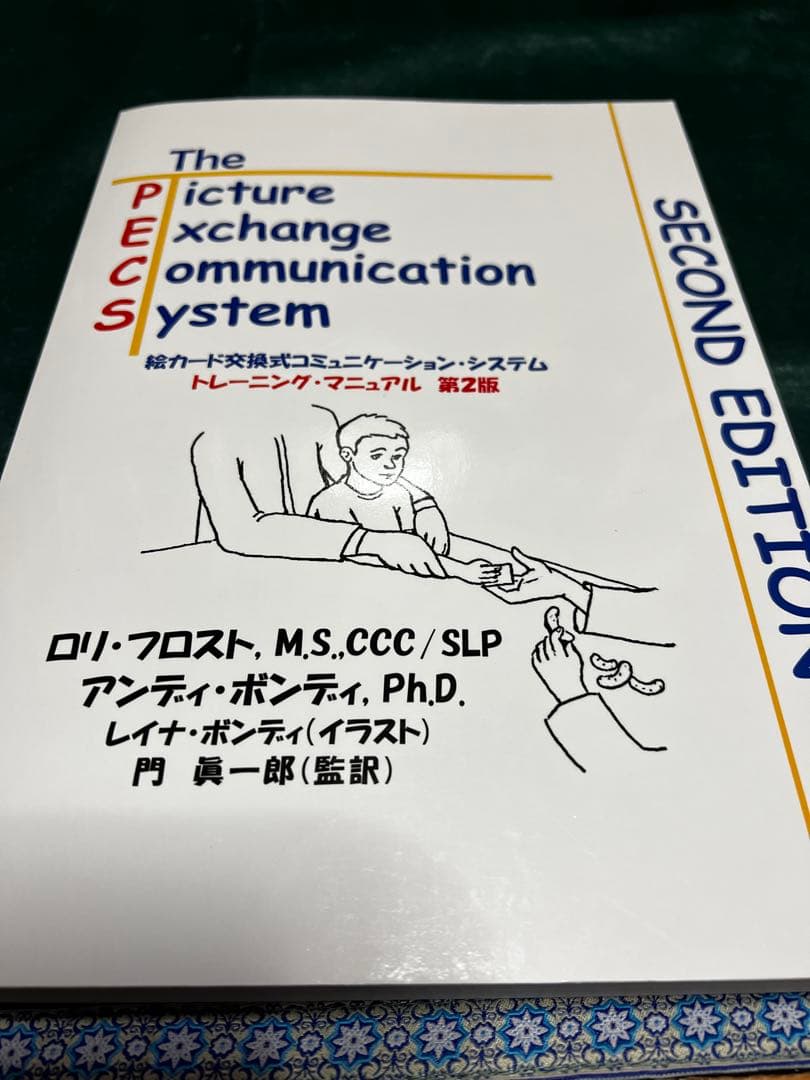 The
Picture
Exchange
Communication
System
絵カード交換式コミュニケーション・システム
トレーニング・マニュアル 第2版
ロリ・フロスト, M.S.,CCC/SLP
アンディ・ボンディ, Ph.D.
レイナ・ボンディ(イラスト)
門 眞一郎(監訳)
SECOND EDITION